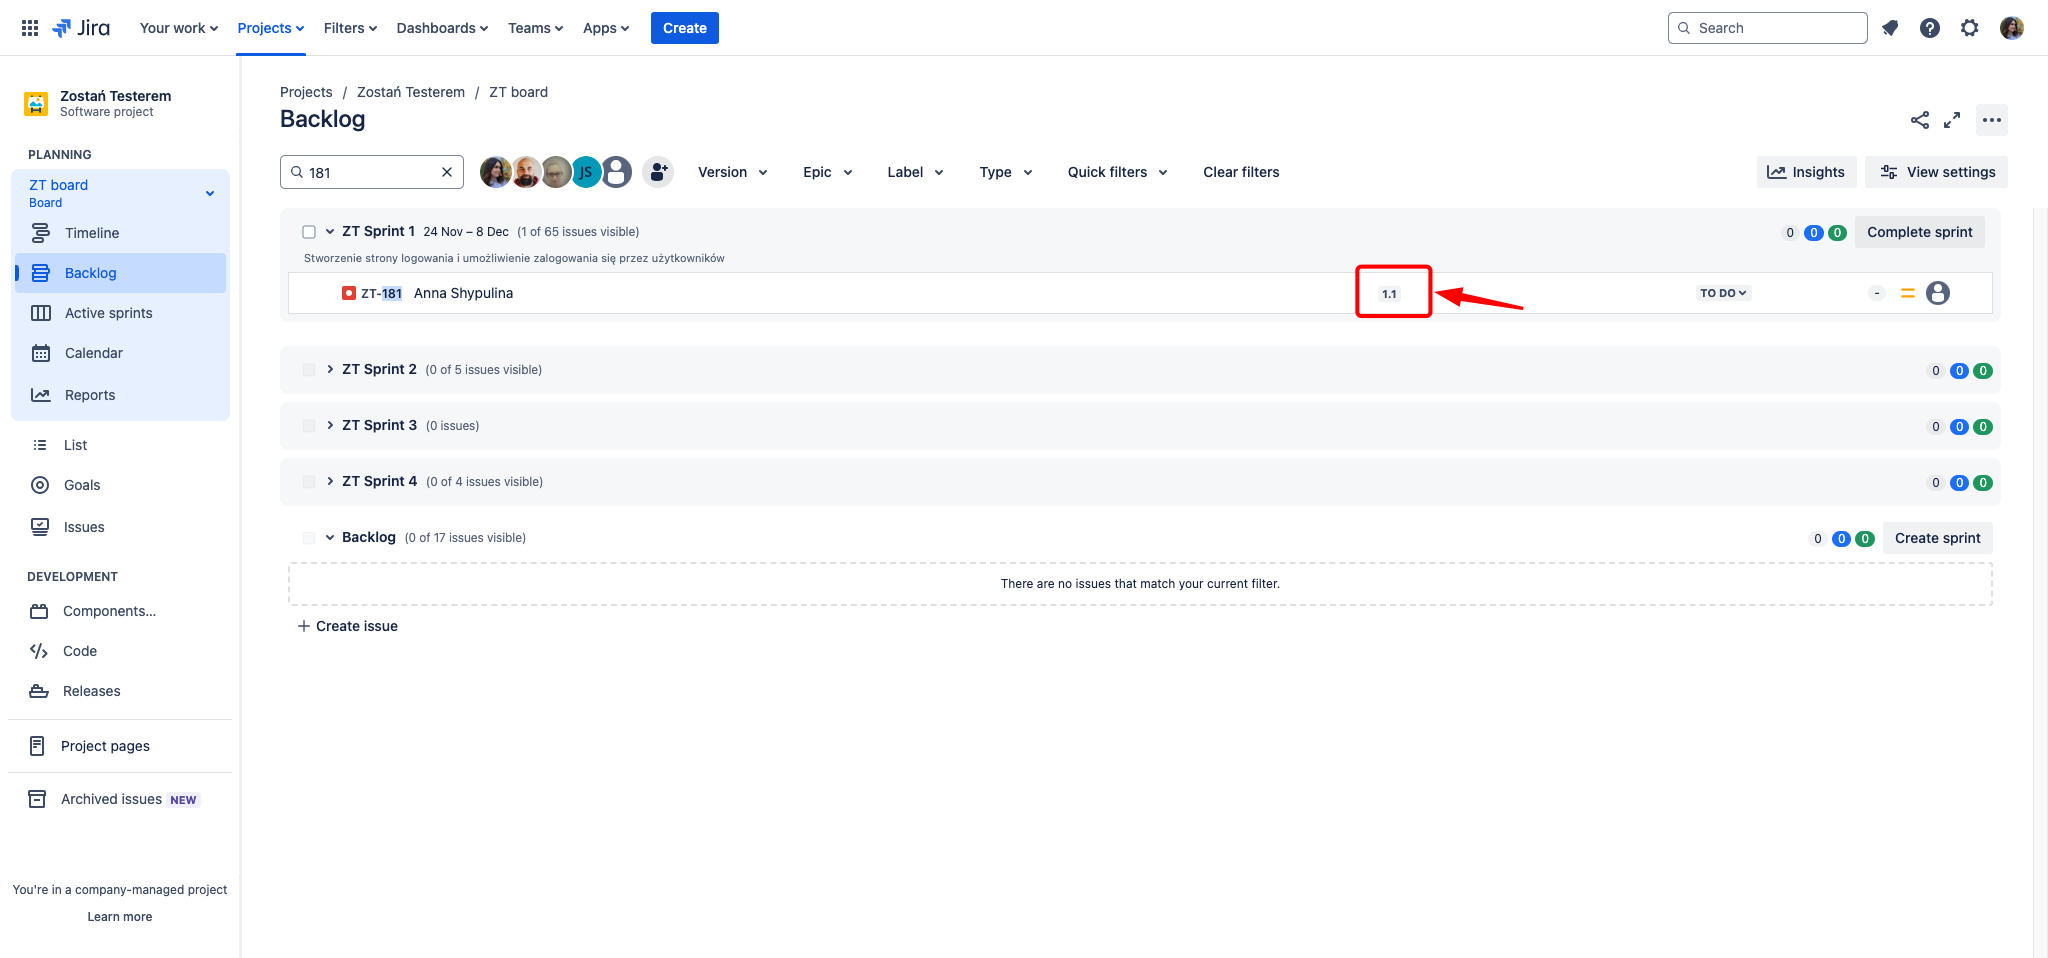 Jira Your work Projects Filters Dashboards Teams Apps Create Search
Zostań Testerem
Software project
PLANNING
ZT board
Board
Timeline
Backlog
Active sprints
Calendar
Reports
List
Goals
Issues
DEVELOPMENT
Components...
Code
Releases
Project pages
Archived issues NEW
You're in a company-managed project
Learn more
Projects / Zostań Testerem / ZT board
Backlog
181 JS Version Epic Label Type Quick filters Clear filters Insights View settings
ZT Sprint 1 24 Nov – 8 Dec (1 of 65 issues visible) 0 0 0 Complete sprint
Stworzenie strony logowania i umożliwienie zalogowania się przez użytkowników
ZT-181 Anna Shypulina 1.1 TO DO -
ZT Sprint 2 (0 of 5 issues visible) 0 0 0
ZT Sprint 3 (0 issues) 0 0 0
ZT Sprint 4 (0 of 4 issues visible) 0 0 0
Backlog (0 of 17 issues visible) 0 0 0 Create sprint
There are no issues that match your current filter.
+ Create issue